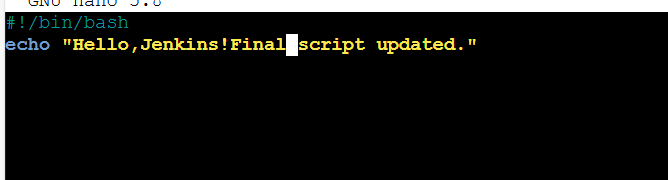 GNU nano 5.8
#!/bin/bash
echo "Hello,Jenkins!Final script updated."